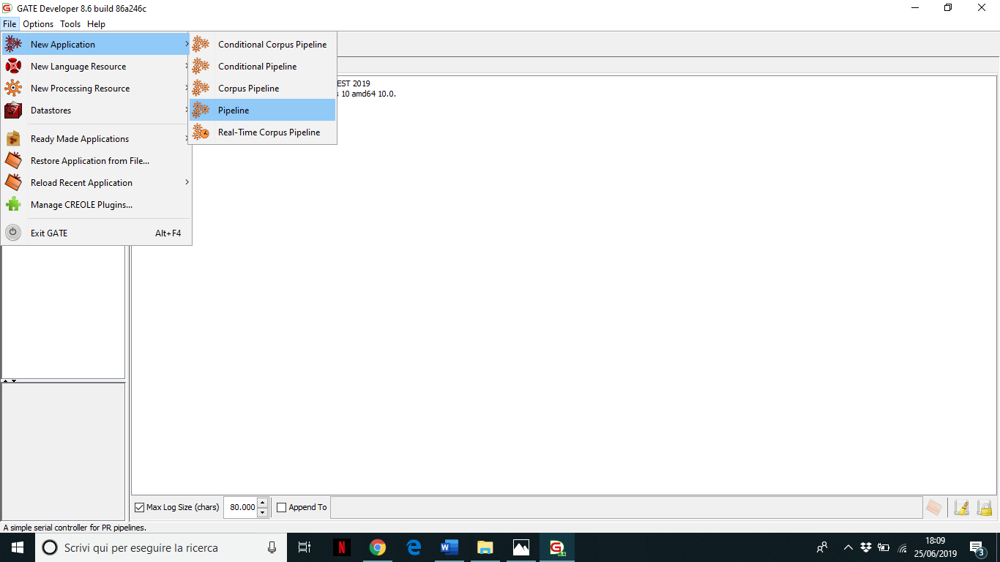 GATE Developer 8.6 build 86a246c
File Options Tools Help
New Application
New Language Resource
New Processing Resource
Datastores
Ready Made Applications
Restore Application from File...
Reload Recent Application
Manage CREOLE Plugins...
Exit GATE Alt+F4
Conditional Corpus Pipeline
Conditional Pipeline
Corpus Pipeline
Pipeline
Real-Time Corpus Pipeline
EST 2019
10 amd64 10.0.
Max Log Size (chars) 80.000 Append To
A simple serial controller for PR pipelines.
Scrivi qui per eseguire la ricerca
18:09
25/06/2019
3